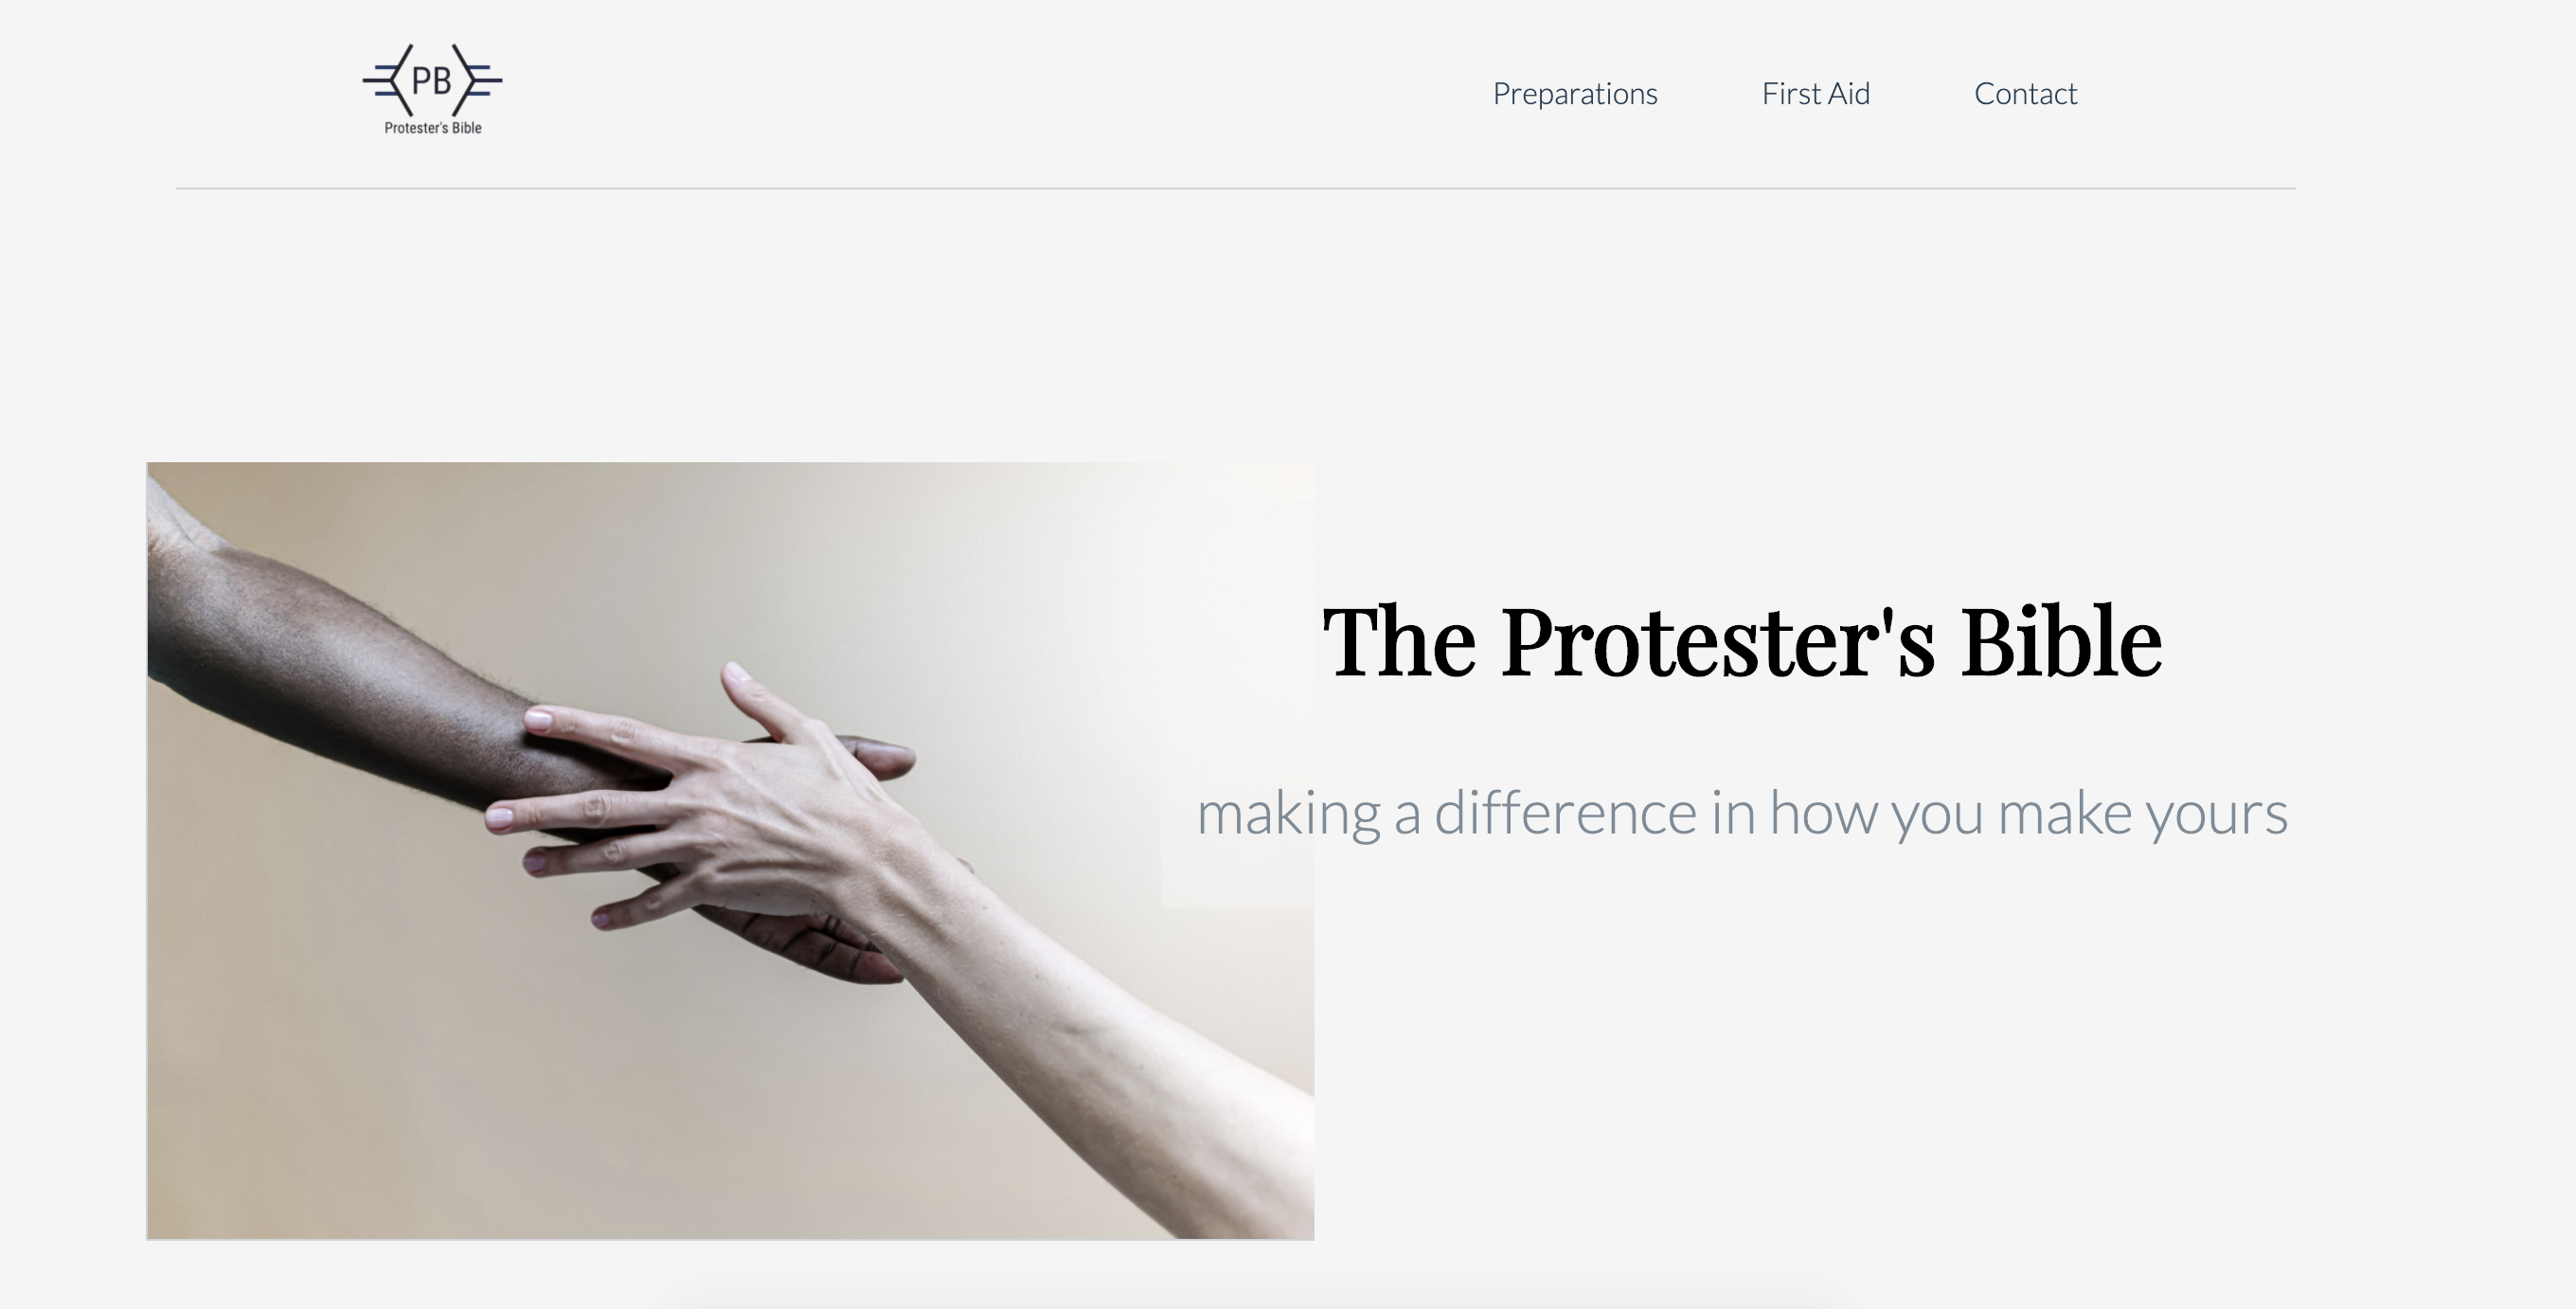 PB
Protester's Bible
Preparations
First Aid
Contact
The Protester's Bible
making a difference in how you make yours